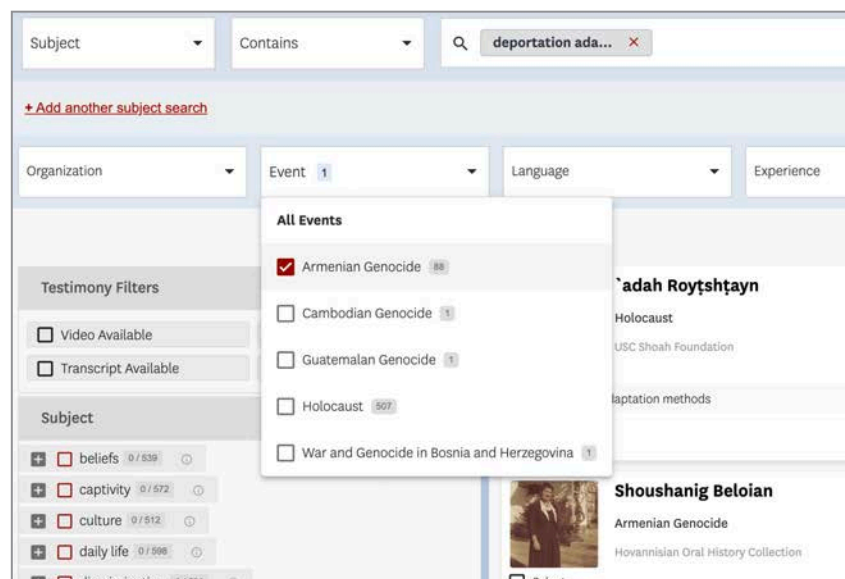 Subject
Contains
deportation ada...
+ Add another subject search
Organization
Event 1
Language
Experience
All Events
Armenian Genocide 88
Cambodian Genocide 1
Guatemalan Genocide 1
Holocaust 507
War and Genocide in Bosnia and Herzegovina 1
Testimony Filters
Video Available
Transcript Available
Subject
beliefs 0 / 539
captivity 0 / 572
culture 0 / 512
daily life 0 / 598
`adah Royţshţayn
Holocaust
USC Shoah Foundation
daptation methods
Shoushanig Beloian
Armenian Genocide
Hovannisian Oral History Collection